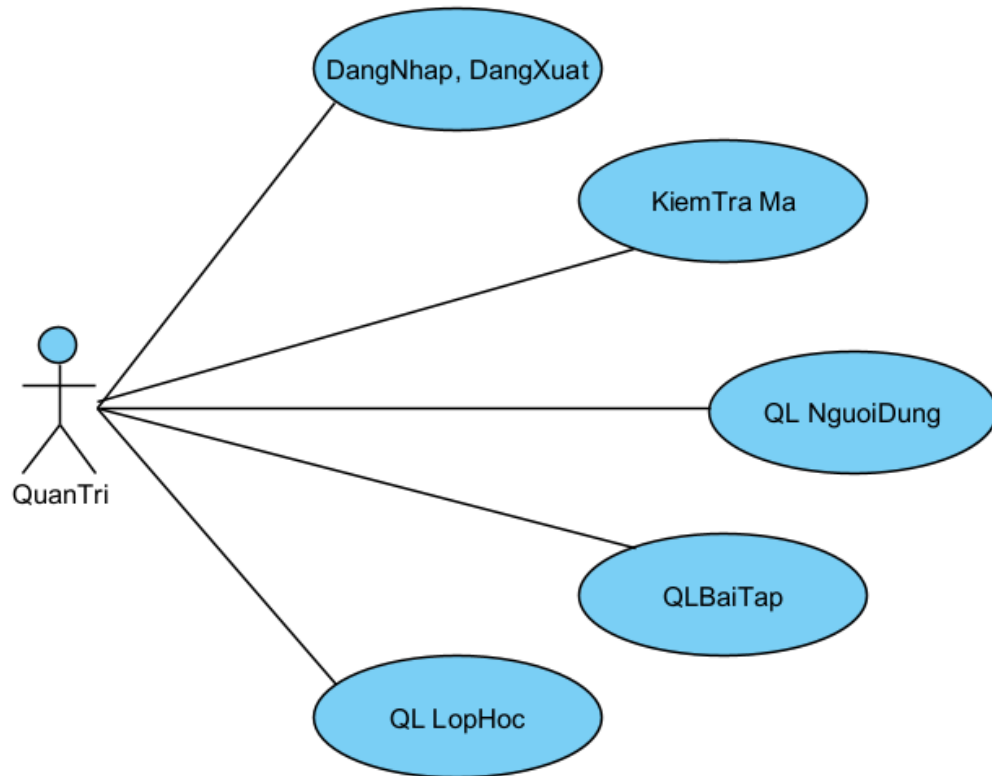 DangNhap, DangXuat
KiemTra Ma
QL NguoiDung
QuanTri
QLBaiTap
QL LopHoc